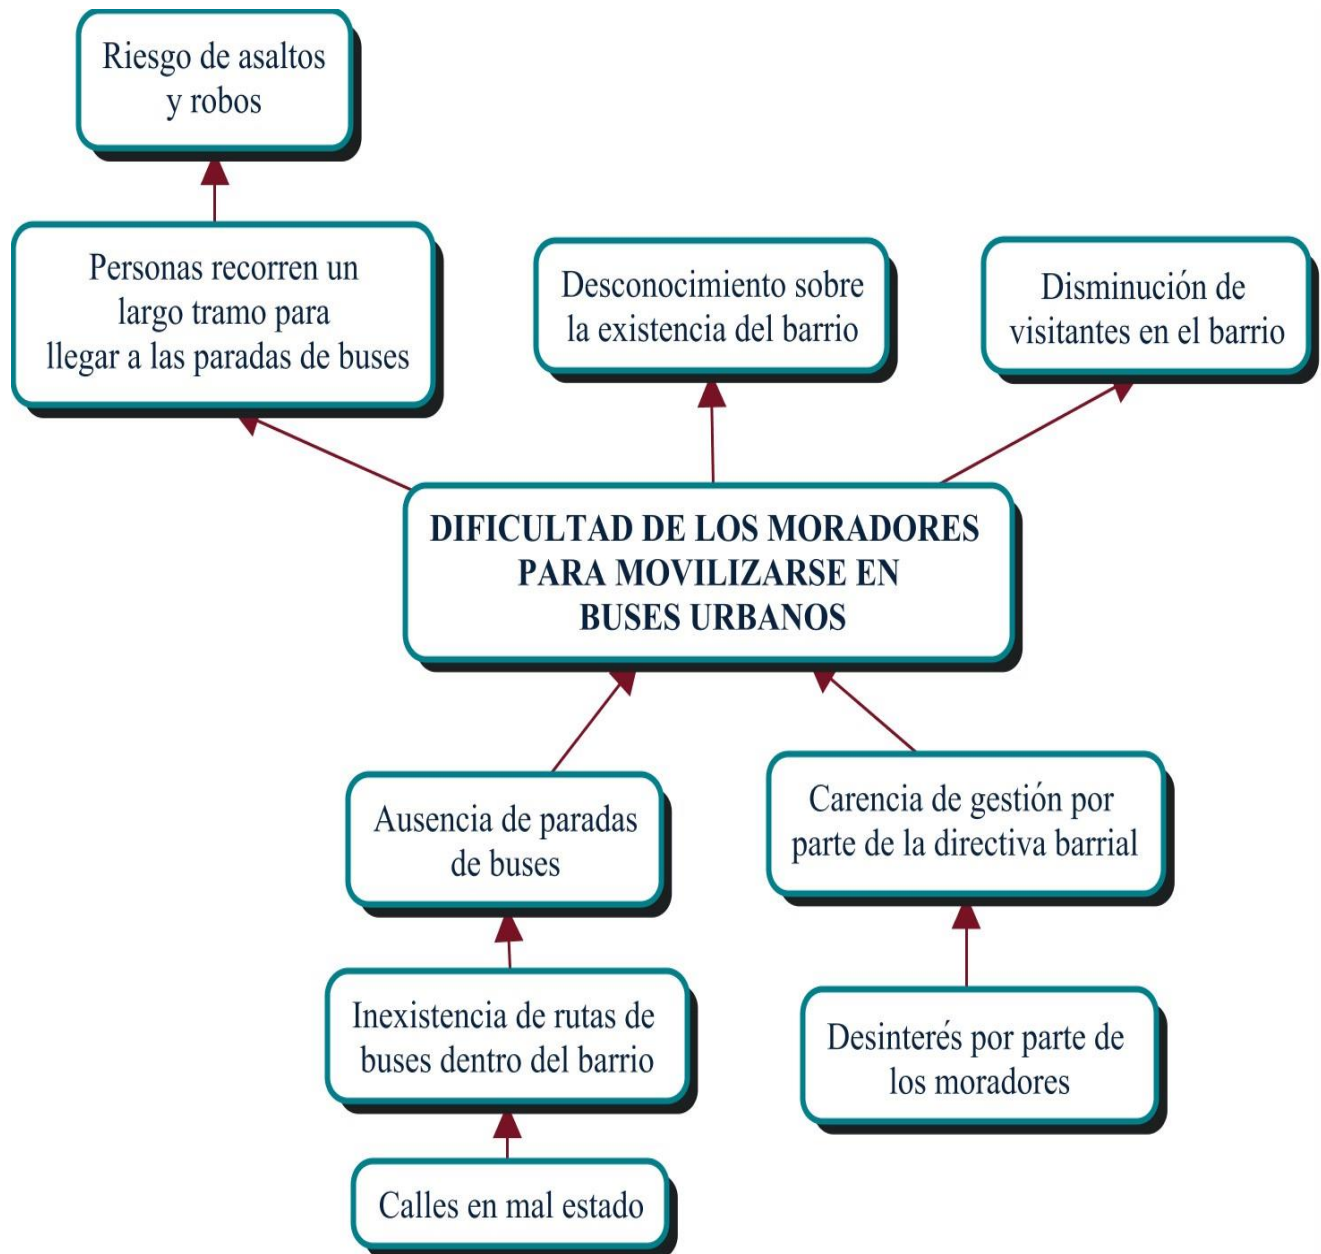 Riesgo de asaltos
y robos
Personas recorren un
largo tramo para
llegar a las paradas de buses
Desconocimiento sobre
la existencia del barrio
Disminución de
visitantes en el barrio
DIFICULTAD DE LOS MORADORES
PARA MOVILIZARSE EN
BUSES URBANOS
Ausencia de paradas
de buses
Carencia de gestión por
parte de la directiva barrial
Inexistencia de rutas de
buses dentro del barrio
Desinterés por parte de
los moradores
Calles en mal estado